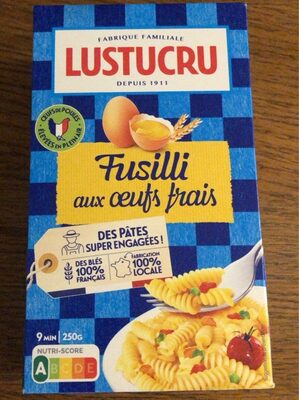 FABRIQUE FAMILIALE
LUSTUCRU
DEPUIS 1911
ŒUFS DE POULES
ÉLEVÉES EN PLEIN AIR
Fusilli
aux œufs frais
DES PÂTES
SUPER ENGAGÉES !
DES BLÉS
100%
FRANÇAIS
FABRICATION
100%
LOCALE
9 MIN | 250G
NUTRI-SCORE
A B C D E